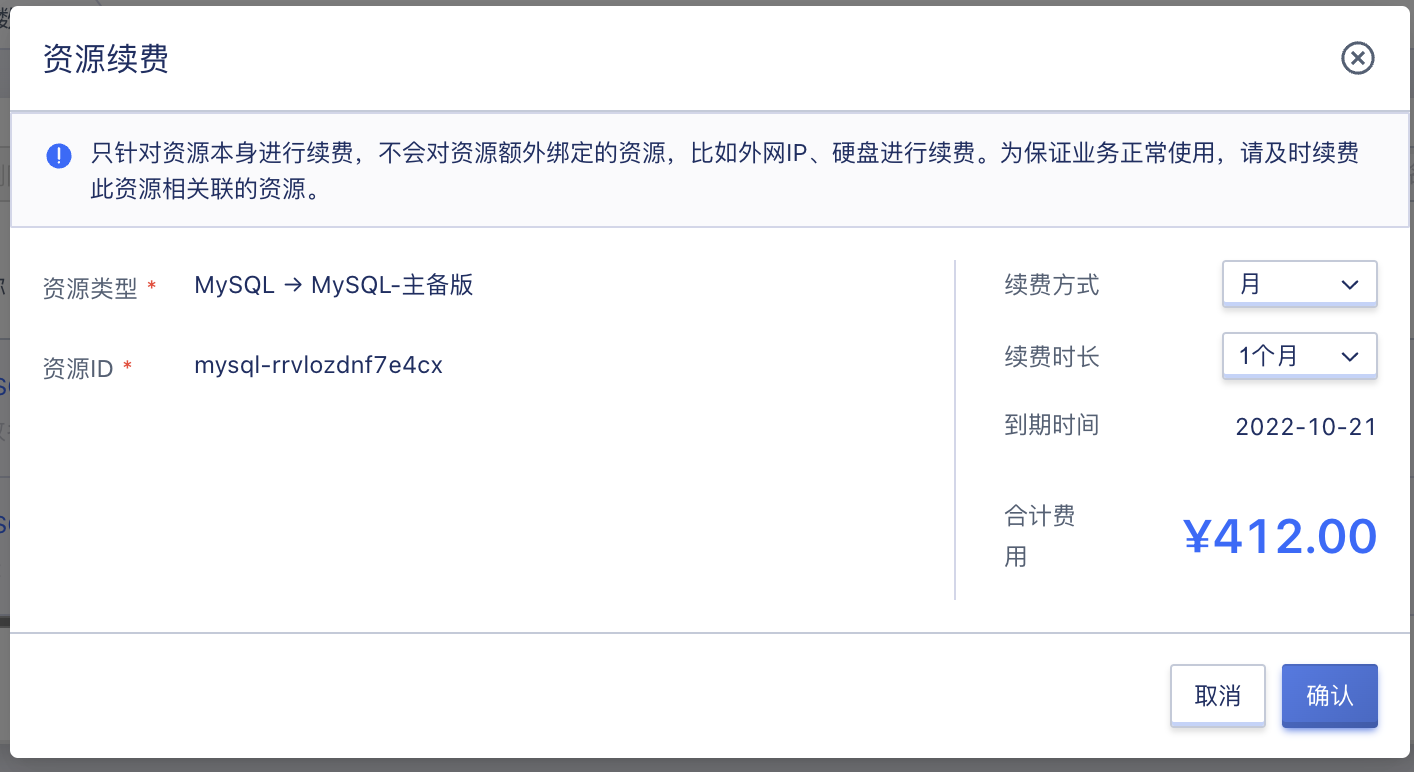 资源续费
只针对资源本身进行续费，不会对资源额外绑定的资源，比如外网IP、硬盘进行续费。为保证业务正常使用，请及时续费
此资源相关联的资源。
资源类型 * MySQL → MySQL-主备版
资源ID * mysql-rrvlozdnf7e4cx
续费方式 月
续费时长 1个月
到期时间 2022-10-21
合计费
用
¥412.00
取消 确认